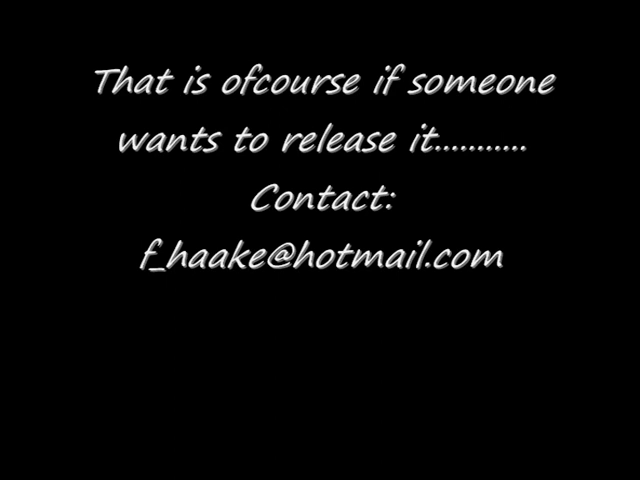 That is ofcourse if someone
wants to release it...........
Contact:
f_haake@hotmail.com